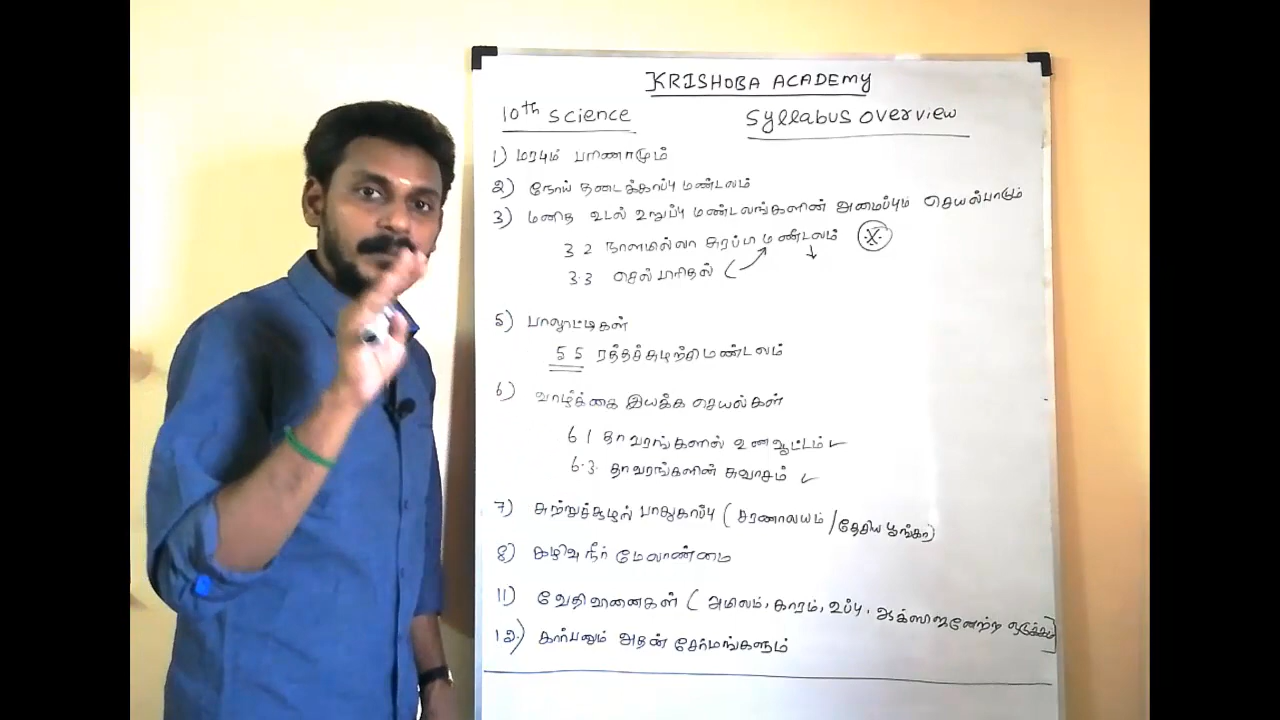 KRISHOBA ACADEMY
10th Science Syllabus overview
1) மரபும் பரிணாமும்
2) நோய் தடைக்காப்பு மண்டலம்
3) மனித உடல் உறுப்பு மண்டலங்களின் அமைப்பும் செயல்பாடும்
3.2 நாளமில்லா சுரப்பு மண்டலம் X
3.3 செல் பாரிதல்
5) பாலூட்டிகள்
5.5 ரத்தச்சுழற்சி மண்டலம்
6) வாழ்க்கை இயக்க செயல்கள்
6.1 தாவரங்களில் உணவூட்டம்
6.3. தாவரங்களின் சுவாசம்
7) சுற்றுச்சூழல் பாதுகாப்பு ( சரணாலயம் / தேசிய பூங்கா)
8) கழிவு நீர் மேலாண்மை
11) வேதிவினைகள் ( அமிலம், காரம், உப்பு, ஆக்ஸிஜனேற்ற ஒடுக்கம்)
12.) கார்பனும் அதன் சேர்மங்களும்